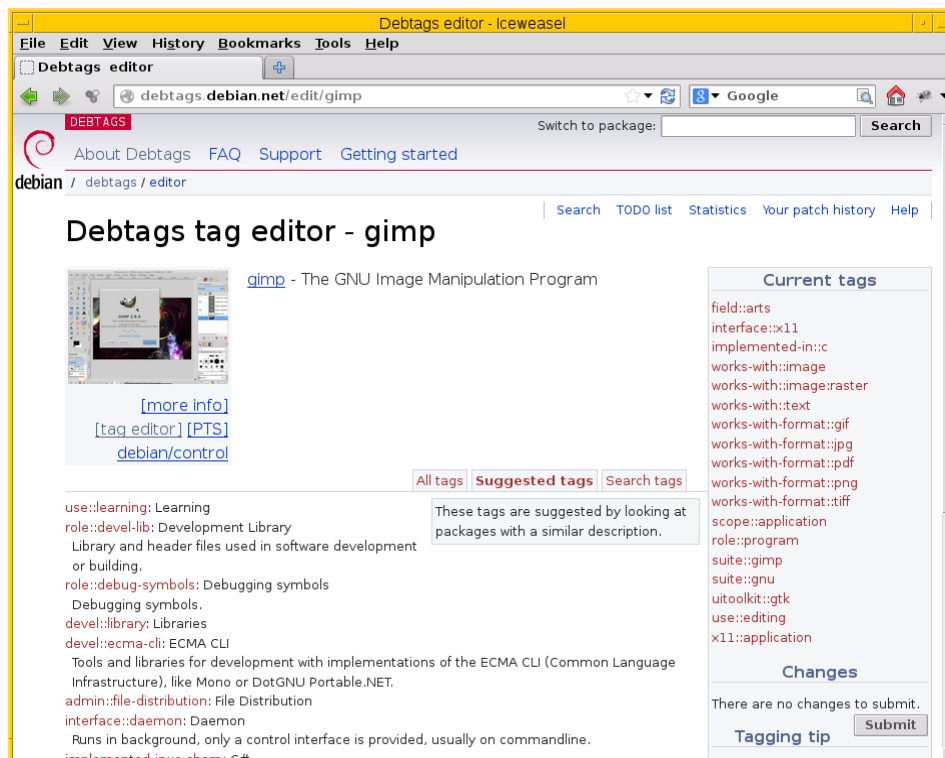 Debtags editor - Iceweasel
File Edit View History Bookmarks Tools Help
Debtags editor
debtags.debian.net/edit/gimp
Google
DEBTAGS
Switch to package:
Search
About Debtags FAQ Support Getting started
debian / debtags / editor
Search TODO list Statistics Your patch history Help
Debtags tag editor - gimp
gimp - The GNU Image Manipulation Program
[more info]
[tag editor] [PTS]
debian/control
All tags Suggested tags Search tags
These tags are suggested by looking at
packages with a similar description.
use::learning: Learning
role::devel-lib: Development Library
Library and header files used in software development
or building.
role::debug-symbols: Debugging symbols
Debugging symbols.
devel::library: Libraries
devel::ecma-cli: ECMA CLI
Tools and libraries for development with implementations of the ECMA CLI (Common Language
Infrastructure), like Mono or DotGNU Portable.NET.
admin::file-distribution: File Distribution
interface::daemon: Daemon
Runs in background, only a control interface is provided, usually on commandline.
Current tags
field::arts
interface::x11
implemented-in::c
works-with::image
works-with::image:raster
works-with::text
works-with-format::gif
works-with-format::jpg
works-with-format::pdf
works-with-format::png
works-with-format::tiff
scope::application
role::program
suite::gimp
suite::gnu
uitoolkit::gtk
use::editing
x11::application
Changes
There are no changes to submit.
Submit
Tagging tip